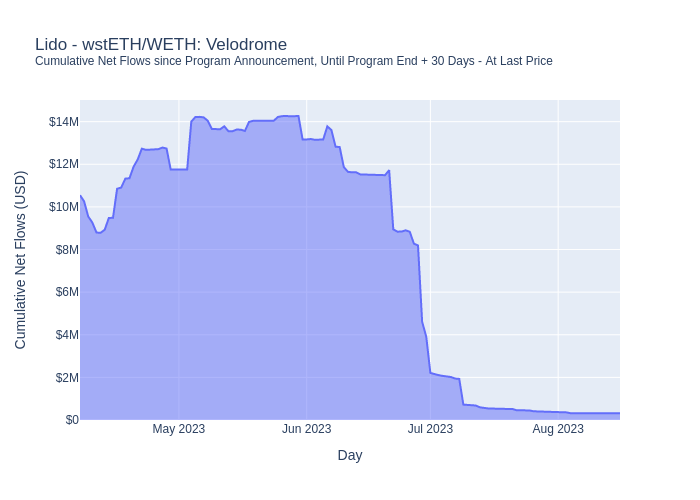 Lido - wstETH/WETH: Velodrome
Cumulative Net Flows since Program Announcement, Until Program End + 30 Days - At Last Price
Cumulative Net Flows (USD)
$14M
$12M
$10M
$8M
$6M
$4M
$2M
$0
May 2023 Jun 2023 Jul 2023 Aug 2023
Day